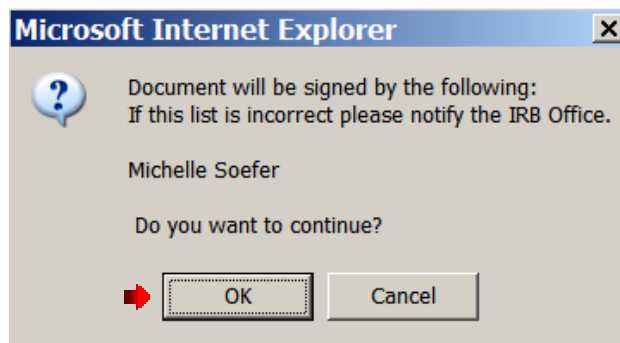 Microsoft Internet Explorer
Document will be signed by the following:
If this list is incorrect please notify the IRB Office.
Michelle Soefer
Do you want to continue?
OK Cancel